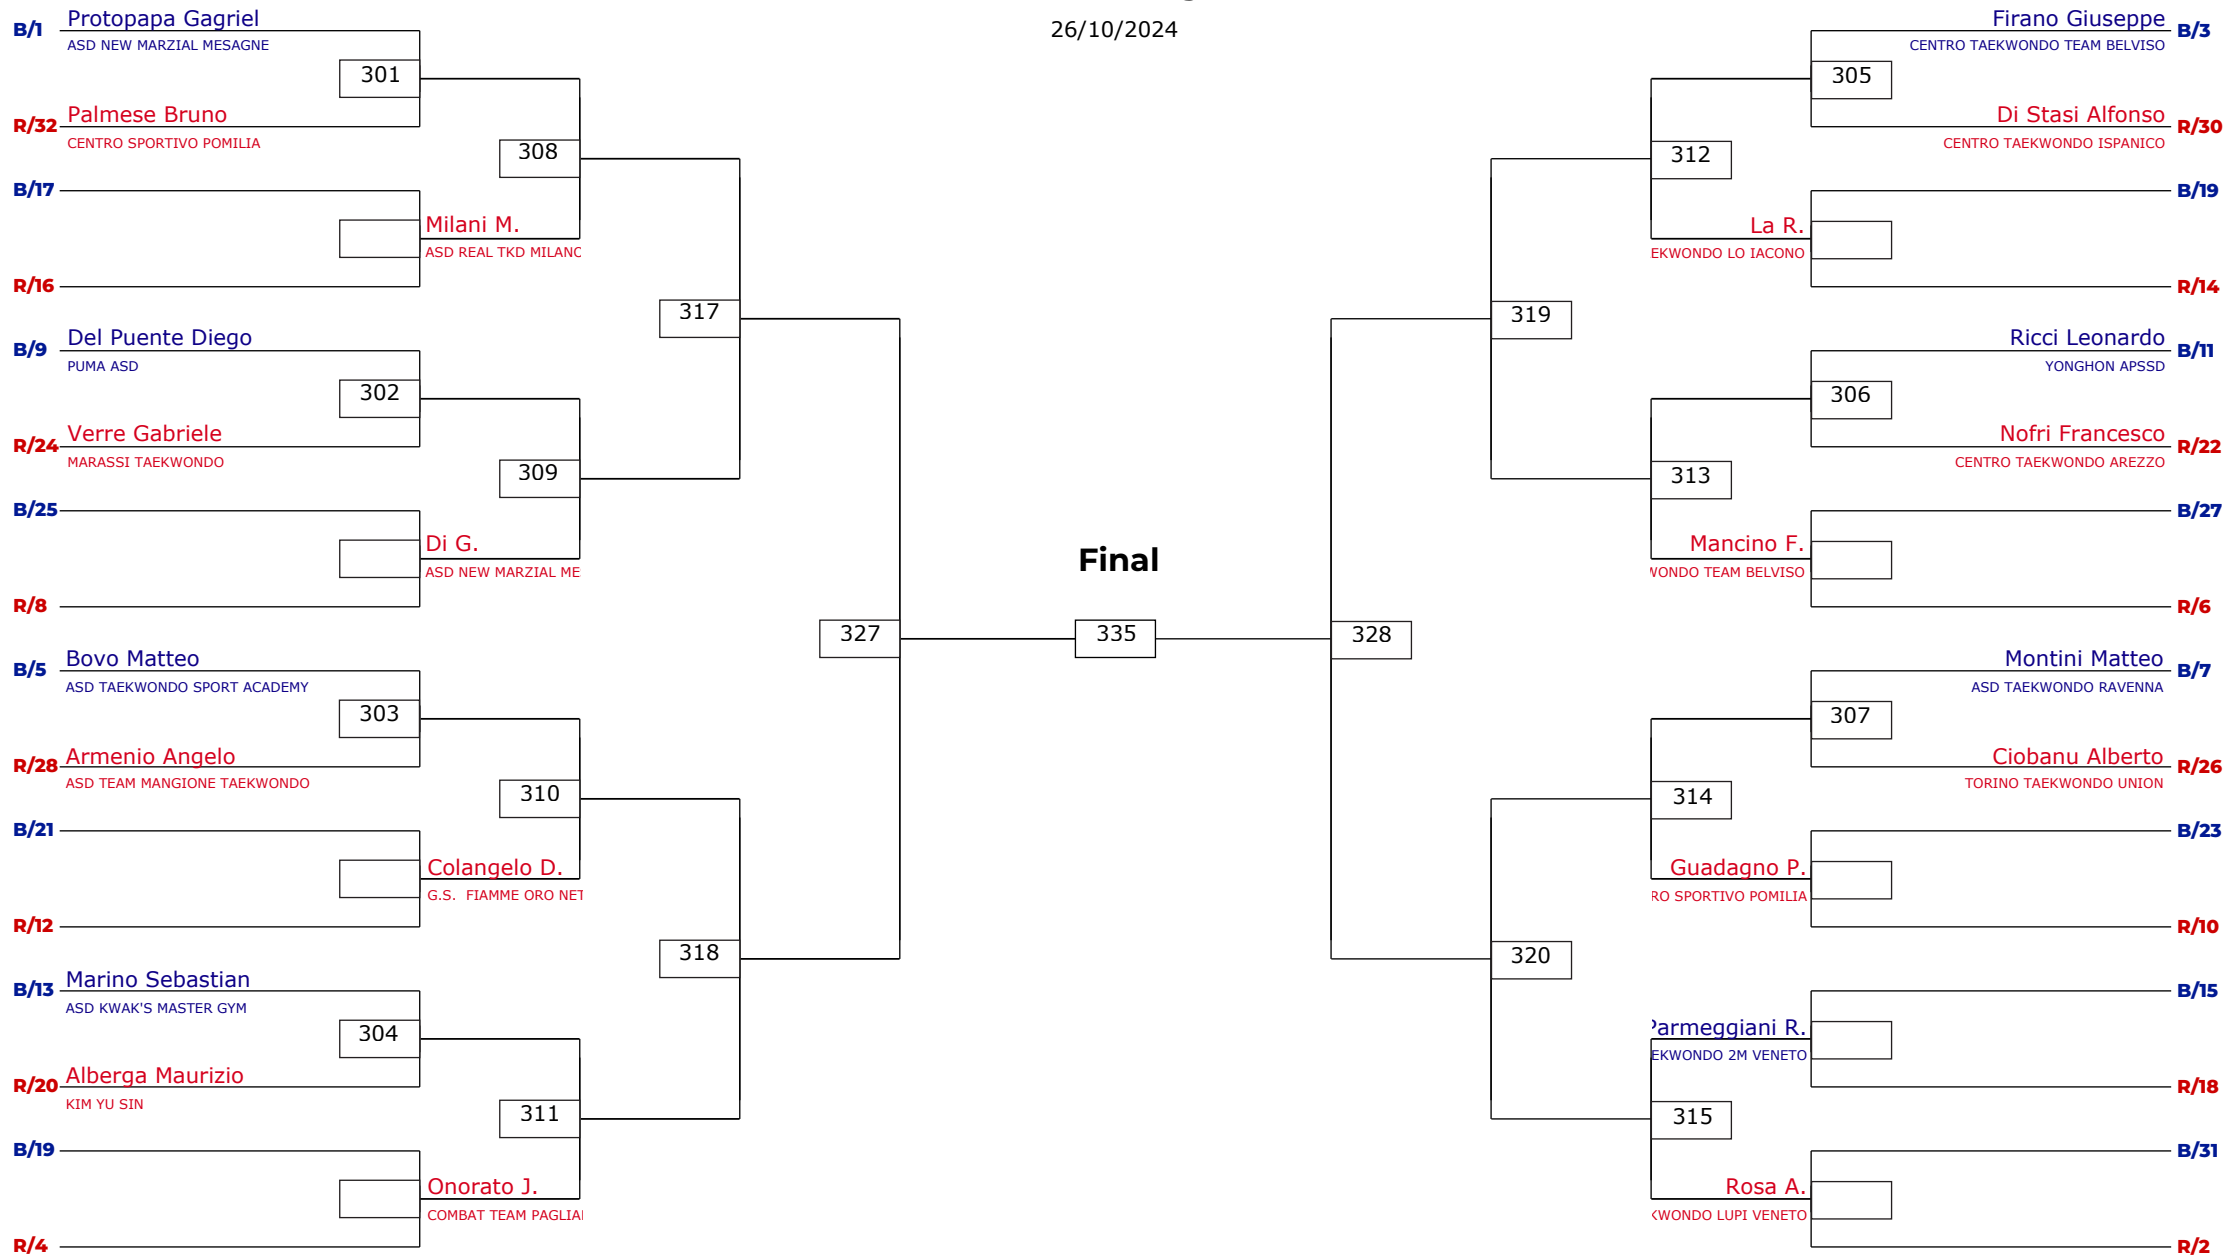 26/10/2024
B/1 Protopapa Gagriel
ASD NEW MARZIAL MESAGNE
301
R/32 Palmese Bruno
CENTRO SPORTIVO POMILIA
308
B/17
Milani M.
ASD REAL TKD MILANO
R/16
317
B/9 Del Puente Diego
PUMA ASD
302
R/24 Verre Gabriele
MARASSI TAEKWONDO
309
B/25
Di G.
ASD NEW MARZIAL ME
R/8
327
B/5 Bovo Matteo
ASD TAEKWONDO SPORT ACADEMY
303
R/28 Armenio Angelo
ASD TEAM MANGIONE TAEKWONDO
310
B/21
Colangelo D.
G.S. FIAMME ORO NET
R/12
318
B/13 Marino Sebastian
ASD KWAK'S MASTER GYM
304
R/20 Alberga Maurizio
KIM YU SIN
311
B/19
Onorato J.
COMBAT TEAM PAGLIA
R/4
Final
335
Firano Giuseppe B/3
CENTRO TAEKWONDO TEAM BELVISO
305
Di Stasi Alfonso R/30
CENTRO TAEKWONDO ISPANICO
312
B/19
La R.
EKWONDO LO IACONO
R/14
319
Ricci Leonardo B/11
YONGHON APSSD
306
Nofri Francesco R/22
CENTRO TAEKWONDO AREZZO
313
B/27
Mancino F.
WONDO TEAM BELVISO
R/6
328
Montini Matteo B/7
ASD TAEKWONDO RAVENNA
307
Ciobanu Alberto R/26
TORINO TAEKWONDO UNION
314
B/23
Guadagno P.
RO SPORTIVO POMILIA
R/10
320
B/15
Parmeggiani R.
EKWONDO 2M VENETO
R/18
315
B/31
Rosa A.
KWONDO LUPI VENETO
R/2